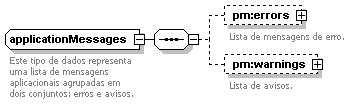 applicationMessages
Este tipo de dados representa
uma lista de mensagens
aplicacionais agrupadas em
dois conjuntos: erros e avisos.
pm:errors
Lista de mensagens de erro.
pm:warnings
Lista de avisos.